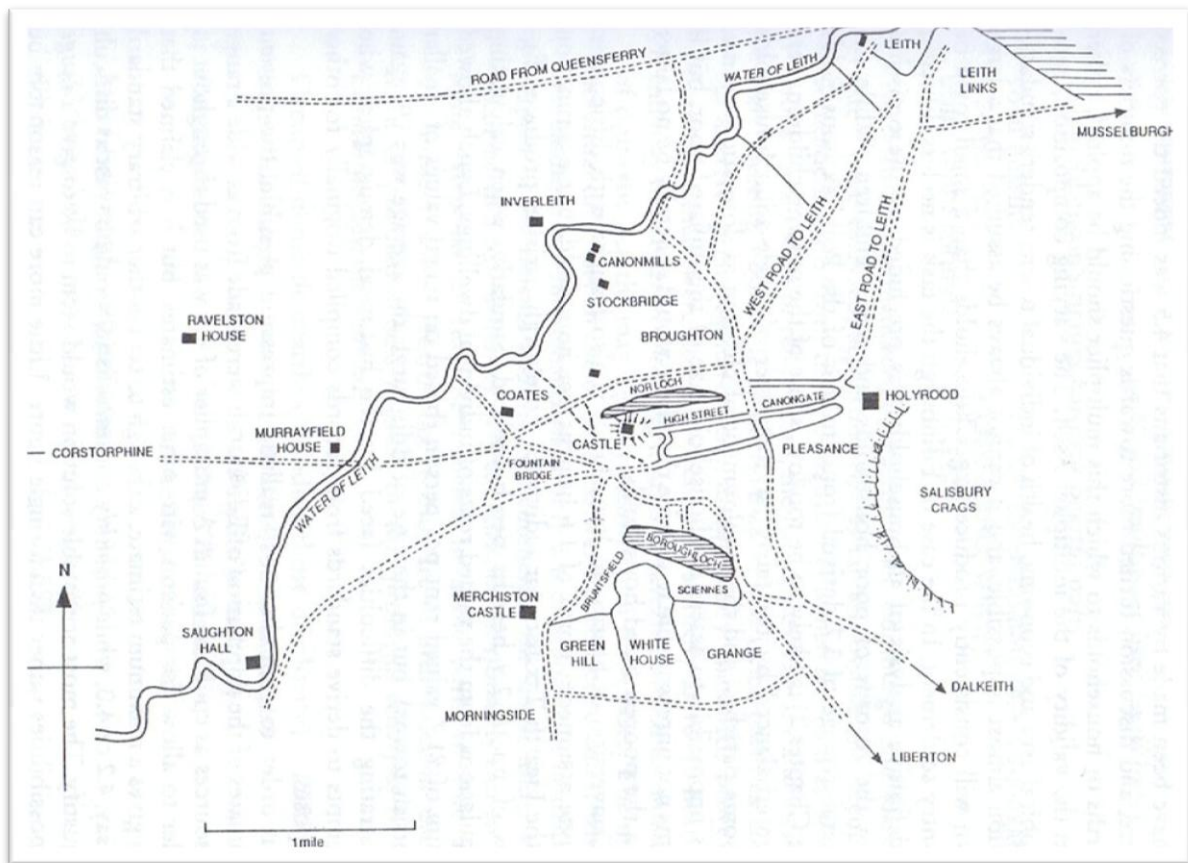 ROAD FROM QUEENSFERRY
WATER OF LEITH
LEITH
LEITH
LINKS
MUSSELBURGH
INVERLEITH
CANONMILLS
STOCKBRIDGE
WEST ROAD TO LEITH
EAST ROAD TO LEITH
RAVELSTON
HOUSE
BROUGHTON
NOR LOCH
COATES
HIGH STREET
CANONGATE
HOLYROOD
MURRAYFIELD
HOUSE
CASTLE
PLEASANCE
CORSTORPHINE
FOUNTAIN
BRIDGE
WATER OF LEITH
SALISBURY
CRAGS
N
BOROUGHLOCH
BRUNTSFIELD
SCIENNES
MERCHISTON
CASTLE
SAUGHTON
HALL
GREEN
HILL
WHITE
HOUSE
GRANGE
DALKEITH
MORNINGSIDE
LIBERTON
1mile